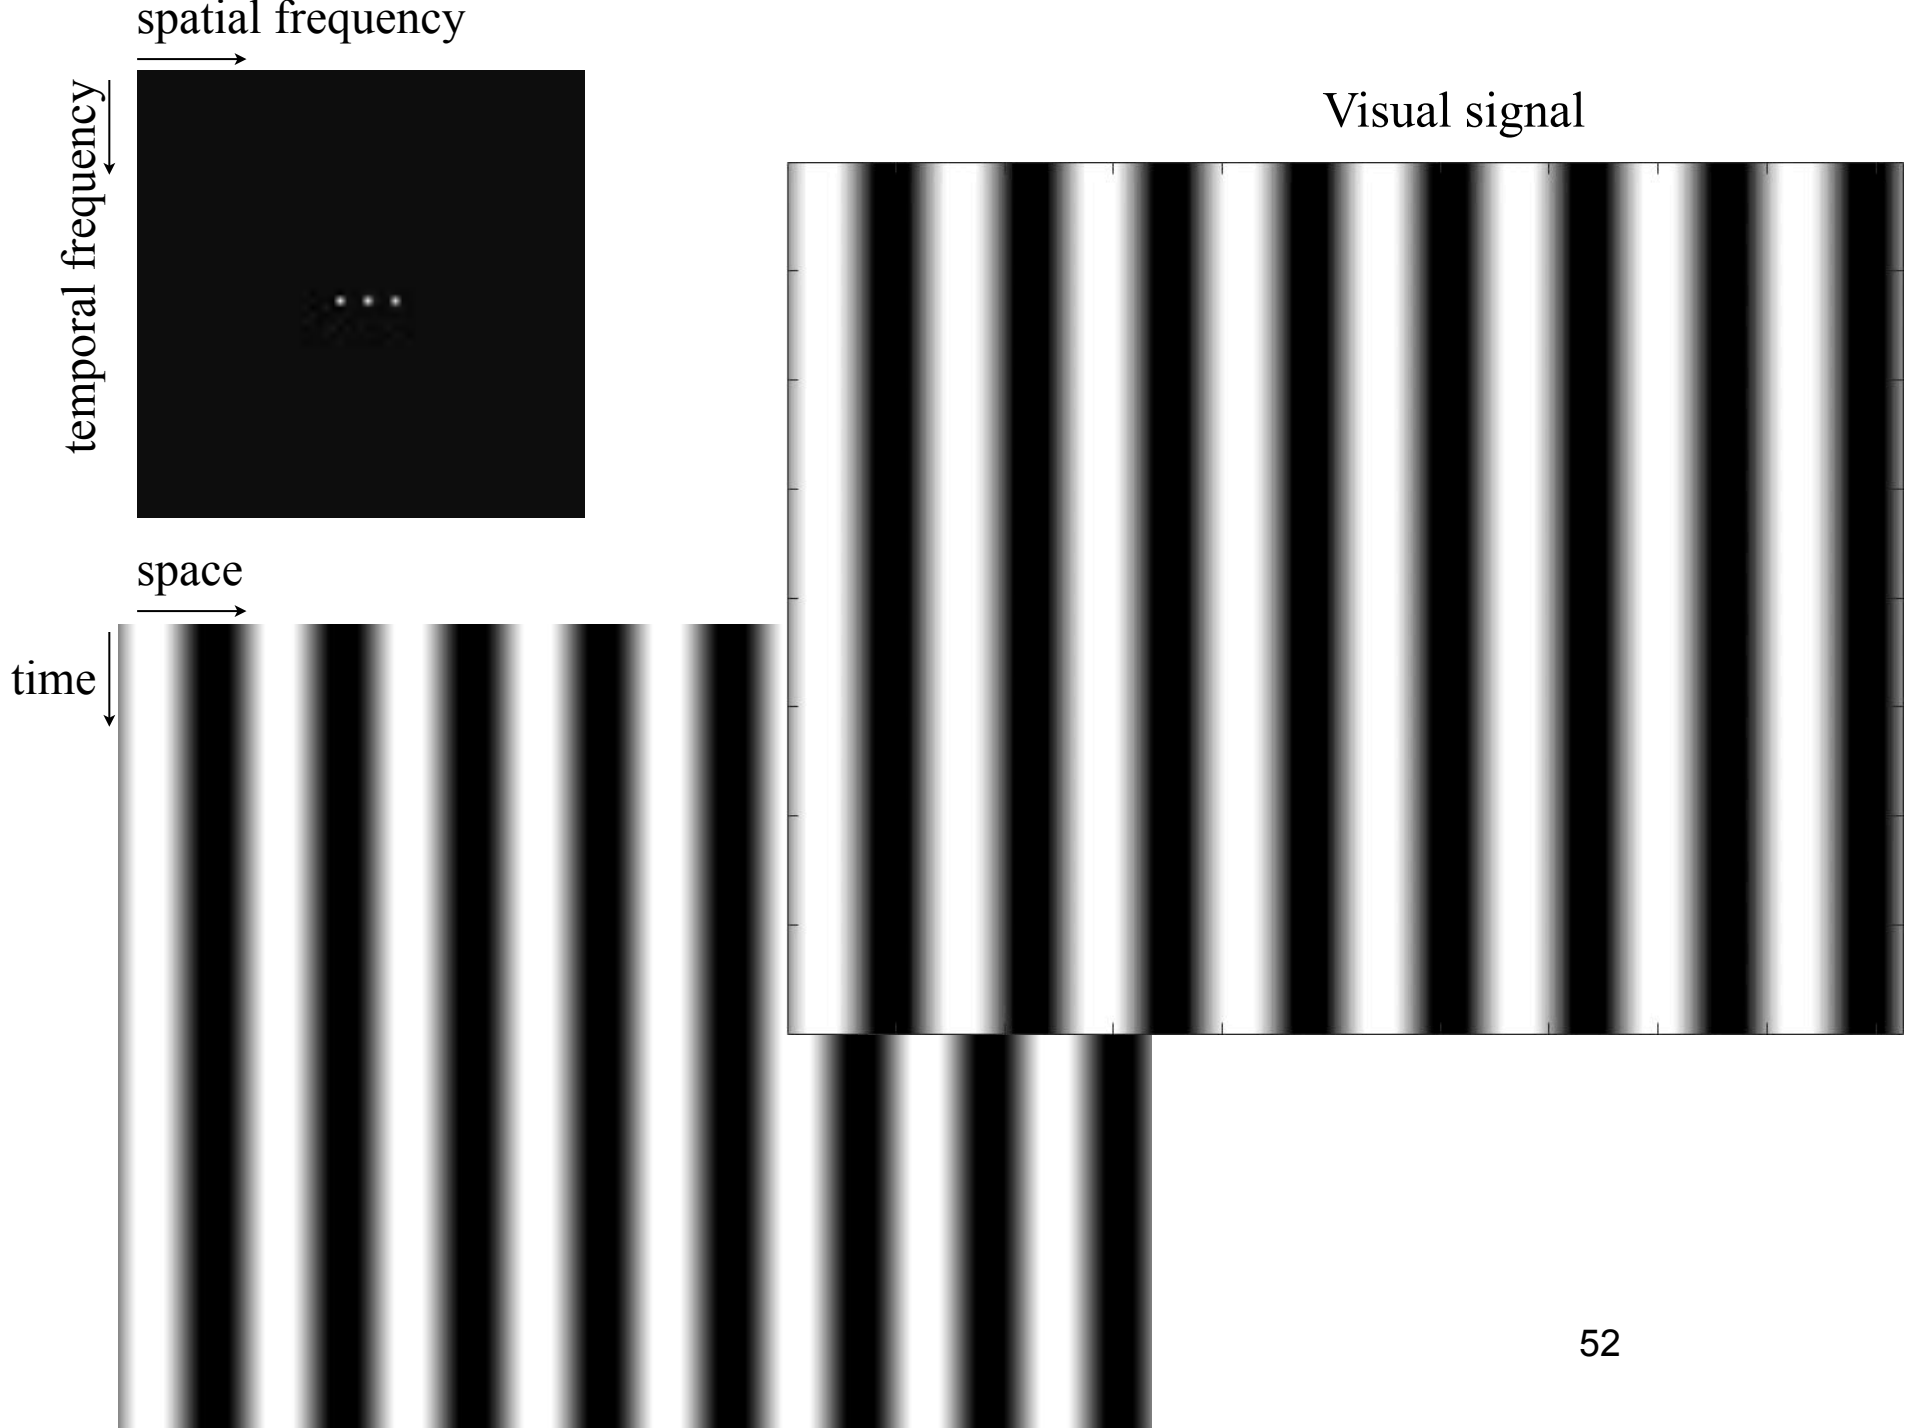 spatial frequency
temporal frequency
Visual signal
space
time
52